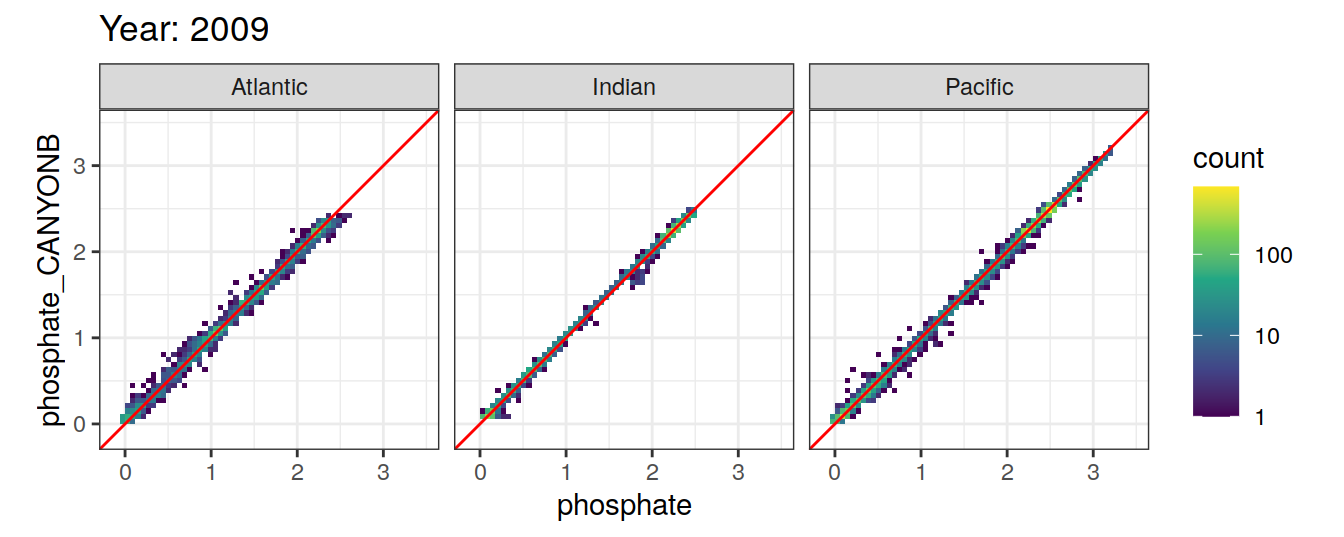 Year: 2009
Atlantic
Indian
Pacific
phosphate_CANYONB
3
2
1
0
0 1 2 3
0 1 2 3
0 1 2 3
phosphate
count
100
10
1